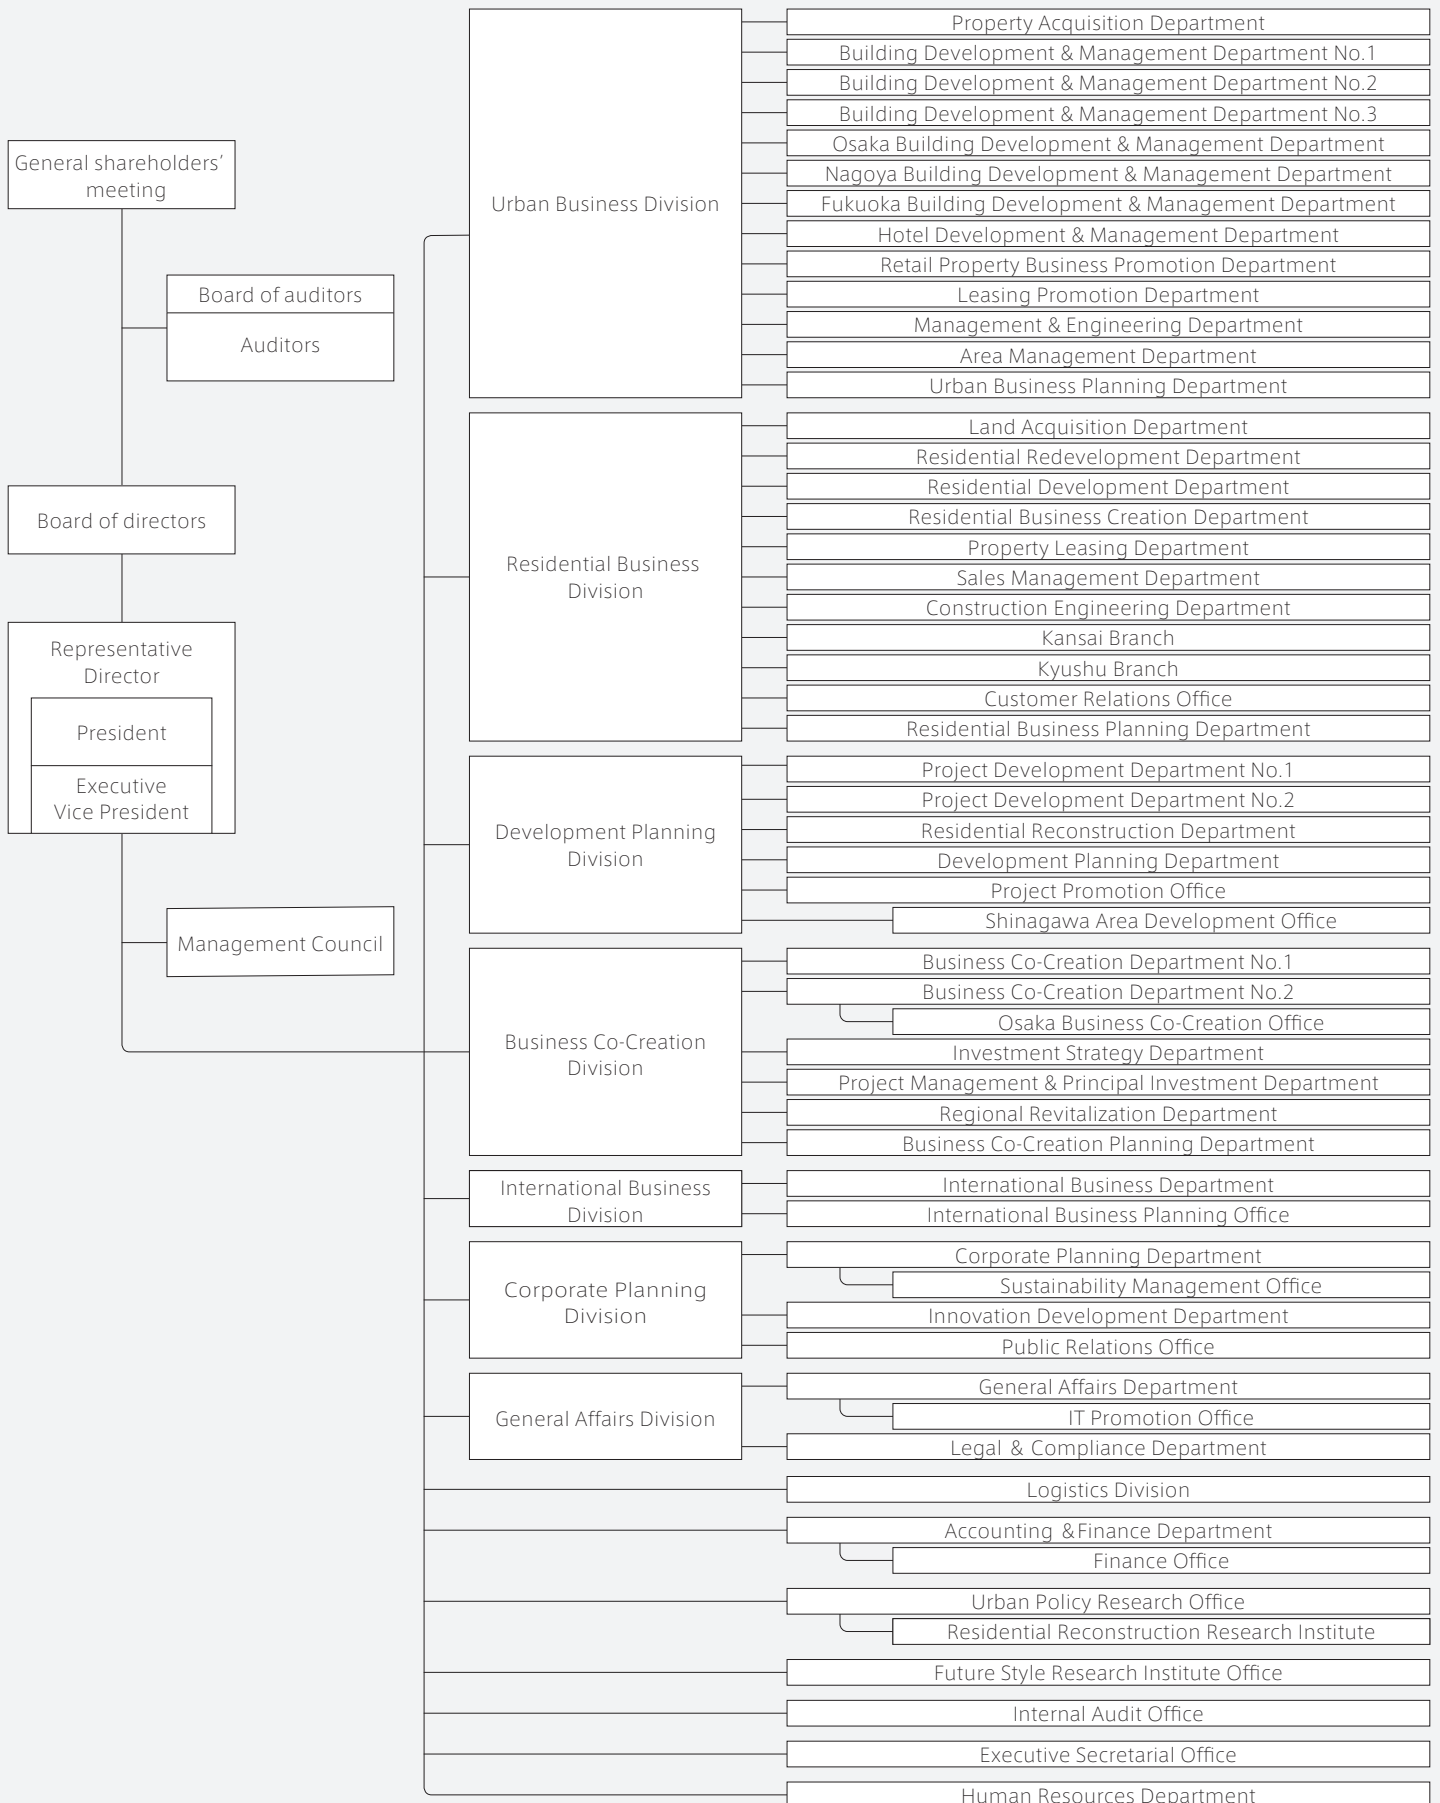 General shareholders’
meeting
Board of auditors
Auditors
Board of directors
Representative
Director
President
Executive
Vice President
Management Council
Urban Business Division
Property Acquisition Department
Building Development & Management Department No.1
Building Development & Management Department No.2
Building Development & Management Department No.3
Osaka Building Development & Management Department
Nagoya Building Development & Management Department
Fukuoka Building Development & Management Department
Hotel Development & Management Department
Retail Property Business Promotion Department
Leasing Promotion Department
Management & Engineering Department
Area Management Department
Urban Business Planning Department
Residential Business
Division
Land Acquisition Department
Residential Redevelopment Department
Residential Development Department
Residential Business Creation Department
Property Leasing Department
Sales Management Department
Construction Engineering Department
Kansai Branch
Kyushu Branch
Customer Relations Office
Residential Business Planning Department
Development Planning
Division
Project Development Department No.1
Project Development Department No.2
Residential Reconstruction Department
Development Planning Department
Project Promotion Office
Shinagawa Area Development Office
Business Co-Creation
Division
Business Co-Creation Department No.1
Business Co-Creation Department No.2
Osaka Business Co-Creation Office
Investment Strategy Department
Project Management & Principal Investment Department
Regional Revitalization Department
Business Co-Creation Planning Department
International Business
Division
International Business Department
International Business Planning Office
Corporate Planning
Division
Corporate Planning Department
Sustainability Management Office
Innovation Development Department
Public Relations Office
General Affairs Division
General Affairs Department
IT Promotion Office
Legal & Compliance Department
Logistics Division
Accounting &Finance Department
Finance Office
Urban Policy Research Office
Residential Reconstruction Research Institute
Future Style Research Institute Office
Internal Audit Office
Executive Secretarial Office
Human Resources Department